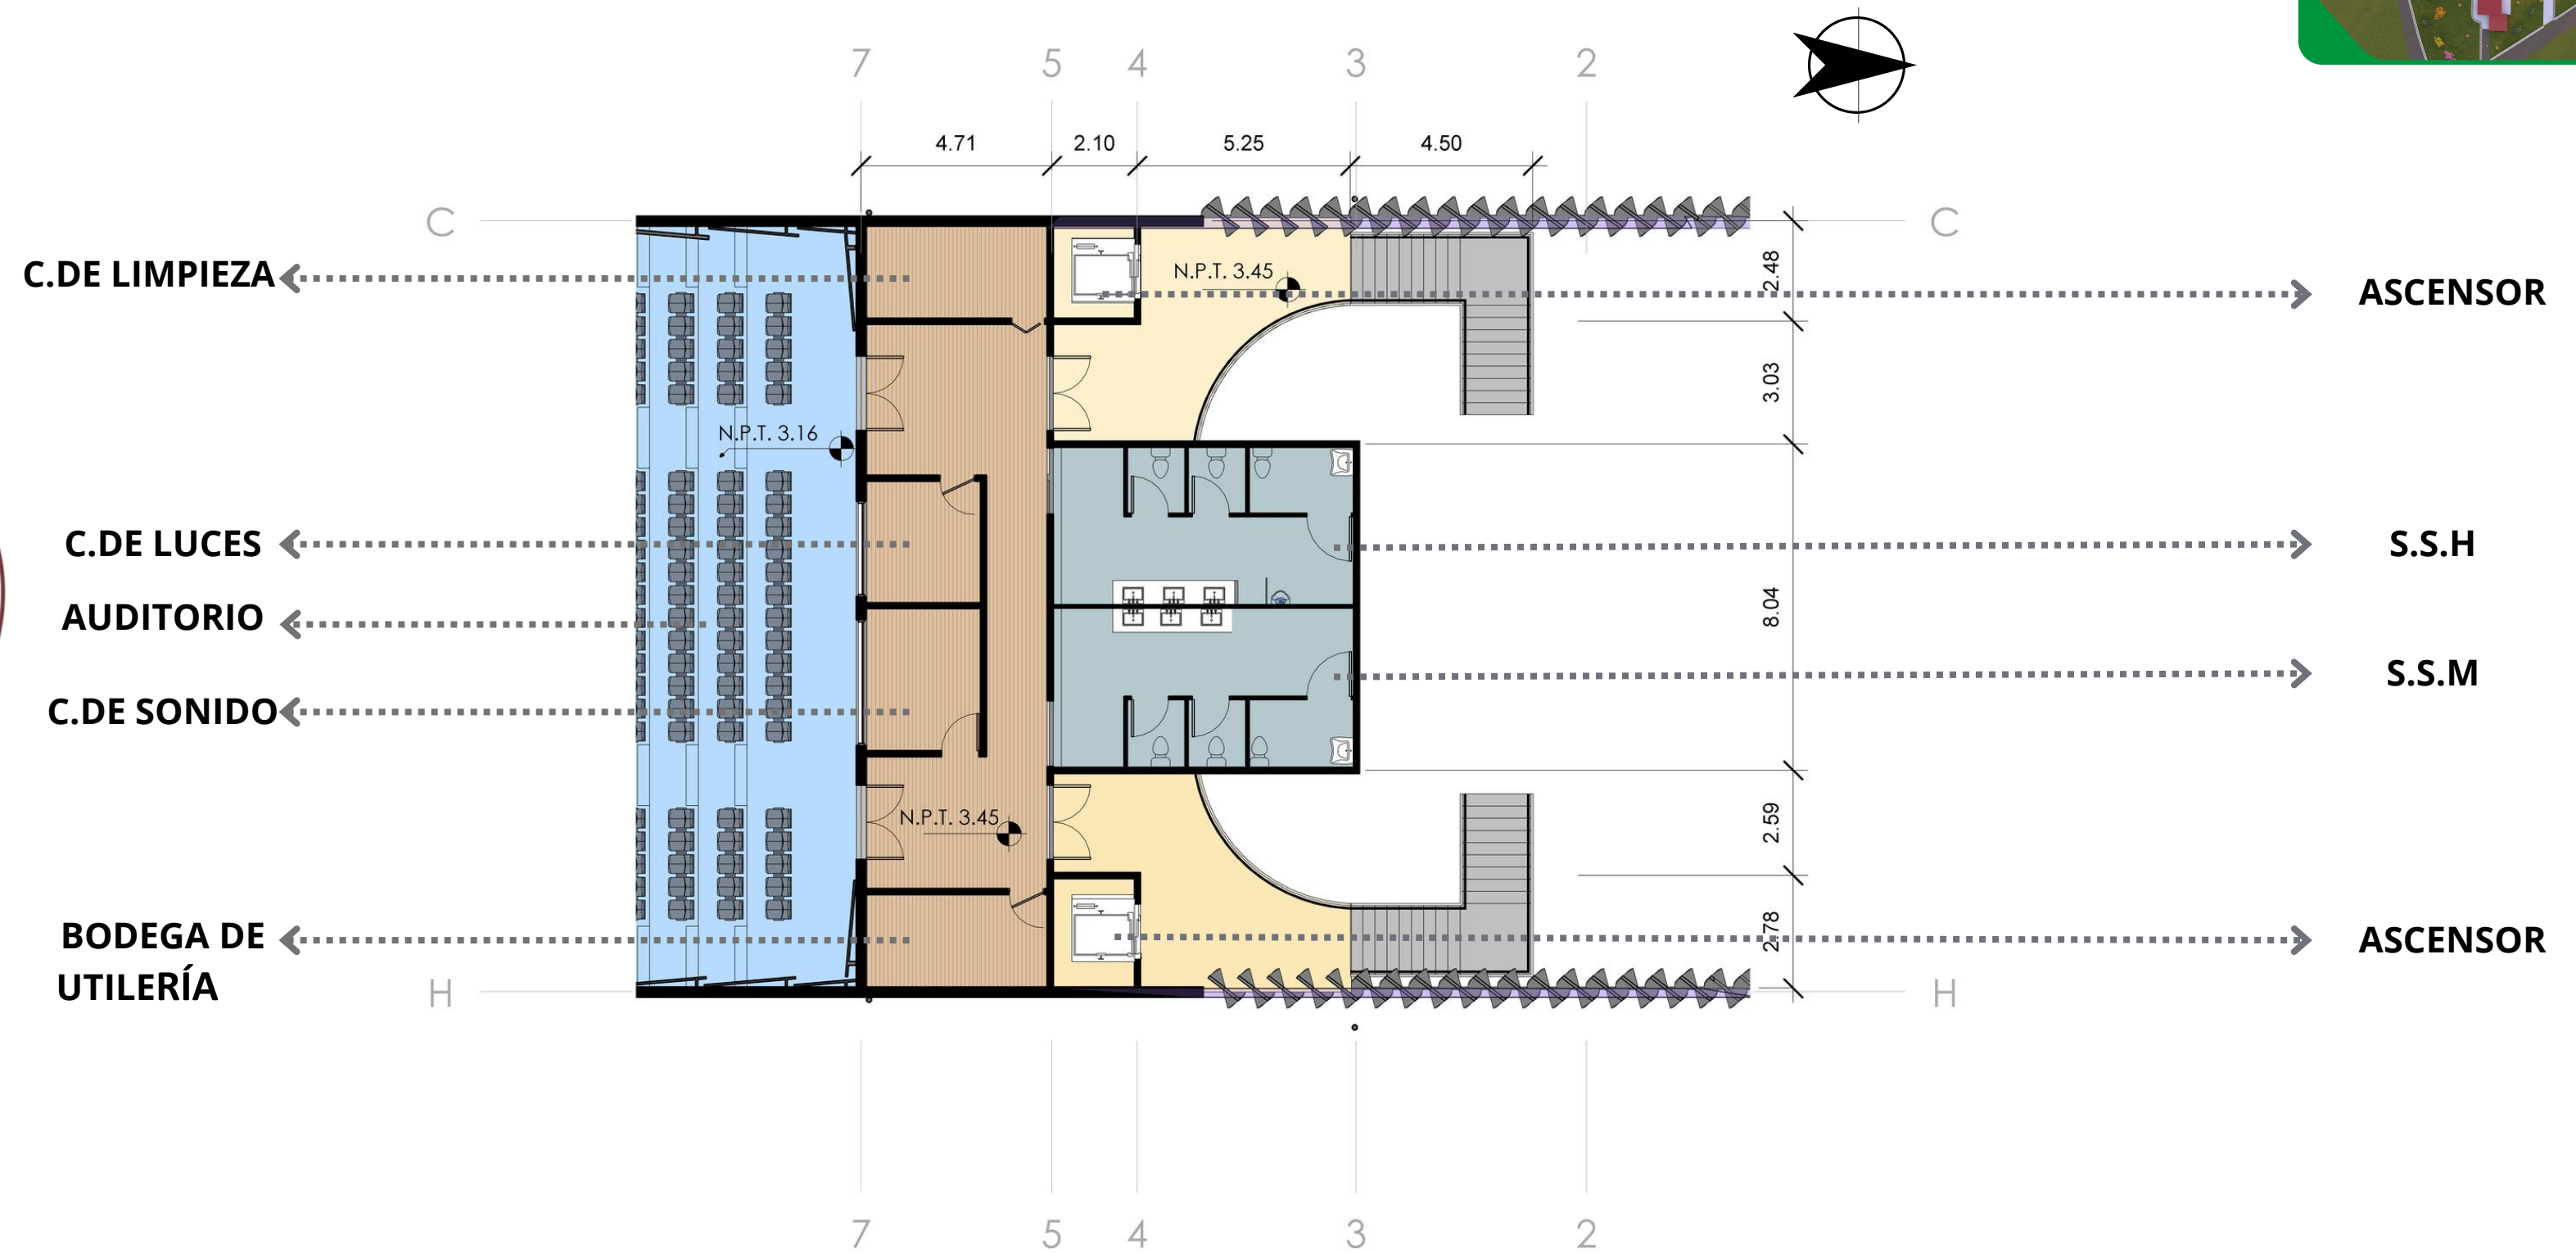 7 5 4 3 2
4.71 2.10 5.25 4.50
C C
C.DE LIMPIEZA
N.P.T. 3.45
2.48
ASCENSOR
3.03
N.P.T. 3.16
C.DE LUCES
S.S.H
AUDITORIO
8.04
S.S.M
C.DE SONIDO
N.P.T. 3.45
2.59
BODEGA DE
UTILERÍA
2.78
ASCENSOR
H H
7 5 4 3 2